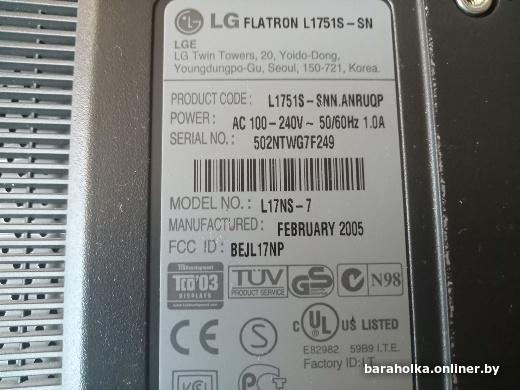 LG FLATRON L1751S-SN
LGE
LG Twin Towers, 20, Yoido-Dong,
Youngdungpo-Gu, Seoul, 150-721, Korea.
PRODUCT CODE: L1751S-SNN.ANRUQP
POWER: AC 100-240V~ 50/60Hz 1.0A
SERIAL NO.: 502NTWG7F249
MODEL NO.: L17NS-7
MANUFACTURED: FEBRUARY 2005
FCC ID: BEJL17NP
TCO'03
DISPLAYS
TÜV
PRODUCT SERVICE
GS
N98
CE
S
C UL US LISTED
E82982 59B9 I.T.E.
Factory ID:
baraholka.onliner.by